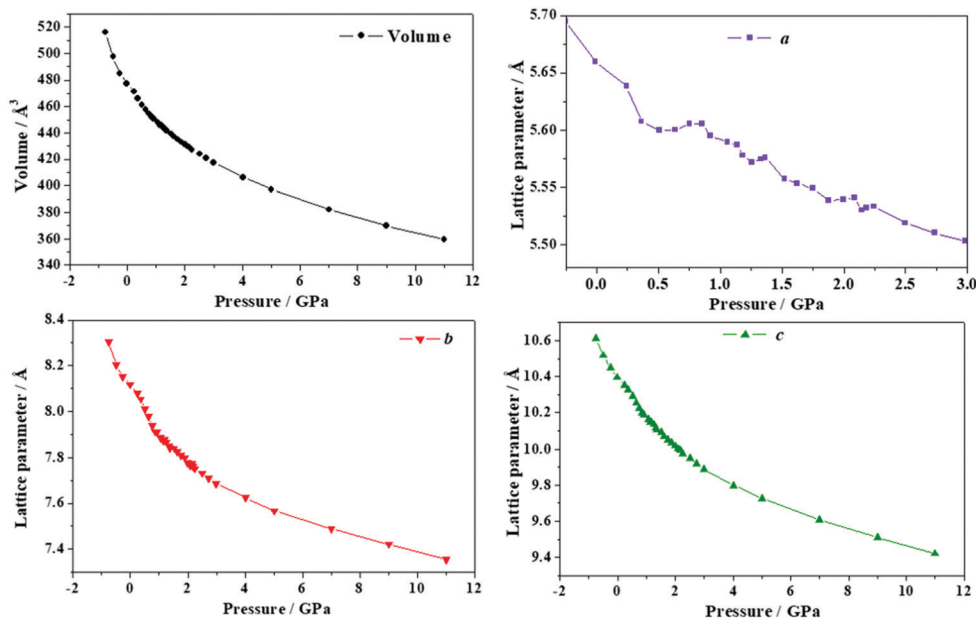 520
500
480
460
440
420
400
380
360
340
Volume / Å³
Volume
-2 0 2 4 6 8 10 12
Pressure / GPa
5.70
5.65
5.60
5.55
5.50
Lattice parameter / Å
a
0.0 0.5 1.0 1.5 2.0 2.5 3.0
Pressure / GPa
8.4
8.2
8.0
7.8
7.6
7.4
Lattice parameter / Å
b
-2 0 2 4 6 8 10 12
Pressure / GPa
10.6
10.4
10.2
10.0
9.8
9.6
9.4
Lattice parameter / Å
c
-2 0 2 4 6 8 10 12
Pressure / GPa